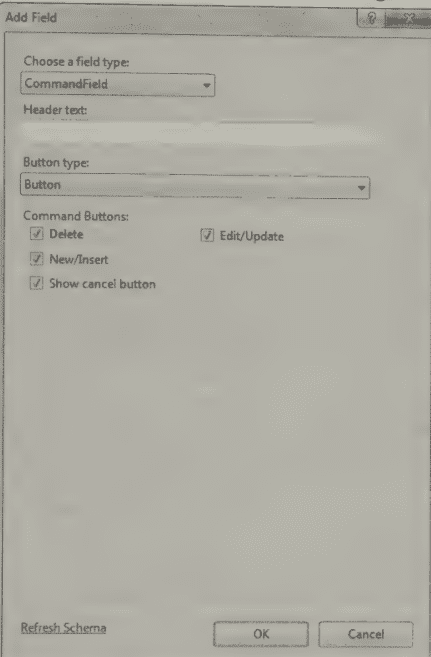 Add Field
Choose a field type:
CommandField
Header text:
Button type:
Button
Command Buttons:
Delete
Edit/Update
New/Insert
Show cancel button
Refresh Schema
OK
Cancel